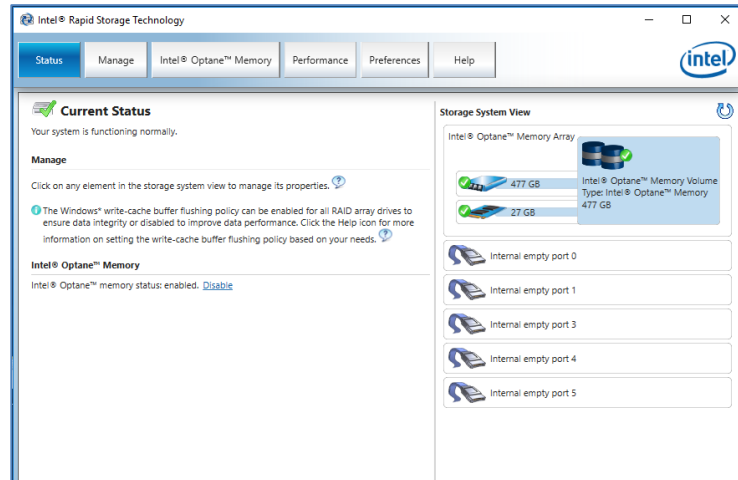 Intel® Rapid Storage Technology
Status
Manage
Intel® Optane™ Memory
Performance
Preferences
Help
intel
Current Status
Your system is functioning normally.
Manage
Click on any element in the storage system view to manage its properties.
The Windows* write-cache buffer flushing policy can be enabled for all RAID array drives to
ensure data integrity or disabled to improve data performance. Click the Help icon for more
information on setting the write-cache buffer flushing policy based on your needs.
Intel® Optane™ Memory
Intel® Optane™ memory status: enabled. Disable
Storage System View
Intel® Optane™ Memory Array
477 GB
27 GB
Intel® Optane™ Memory Volume
Type: Intel® Optane™ Memory
477 GB
Internal empty port 0
Internal empty port 1
Internal empty port 3
Internal empty port 4
Internal empty port 5